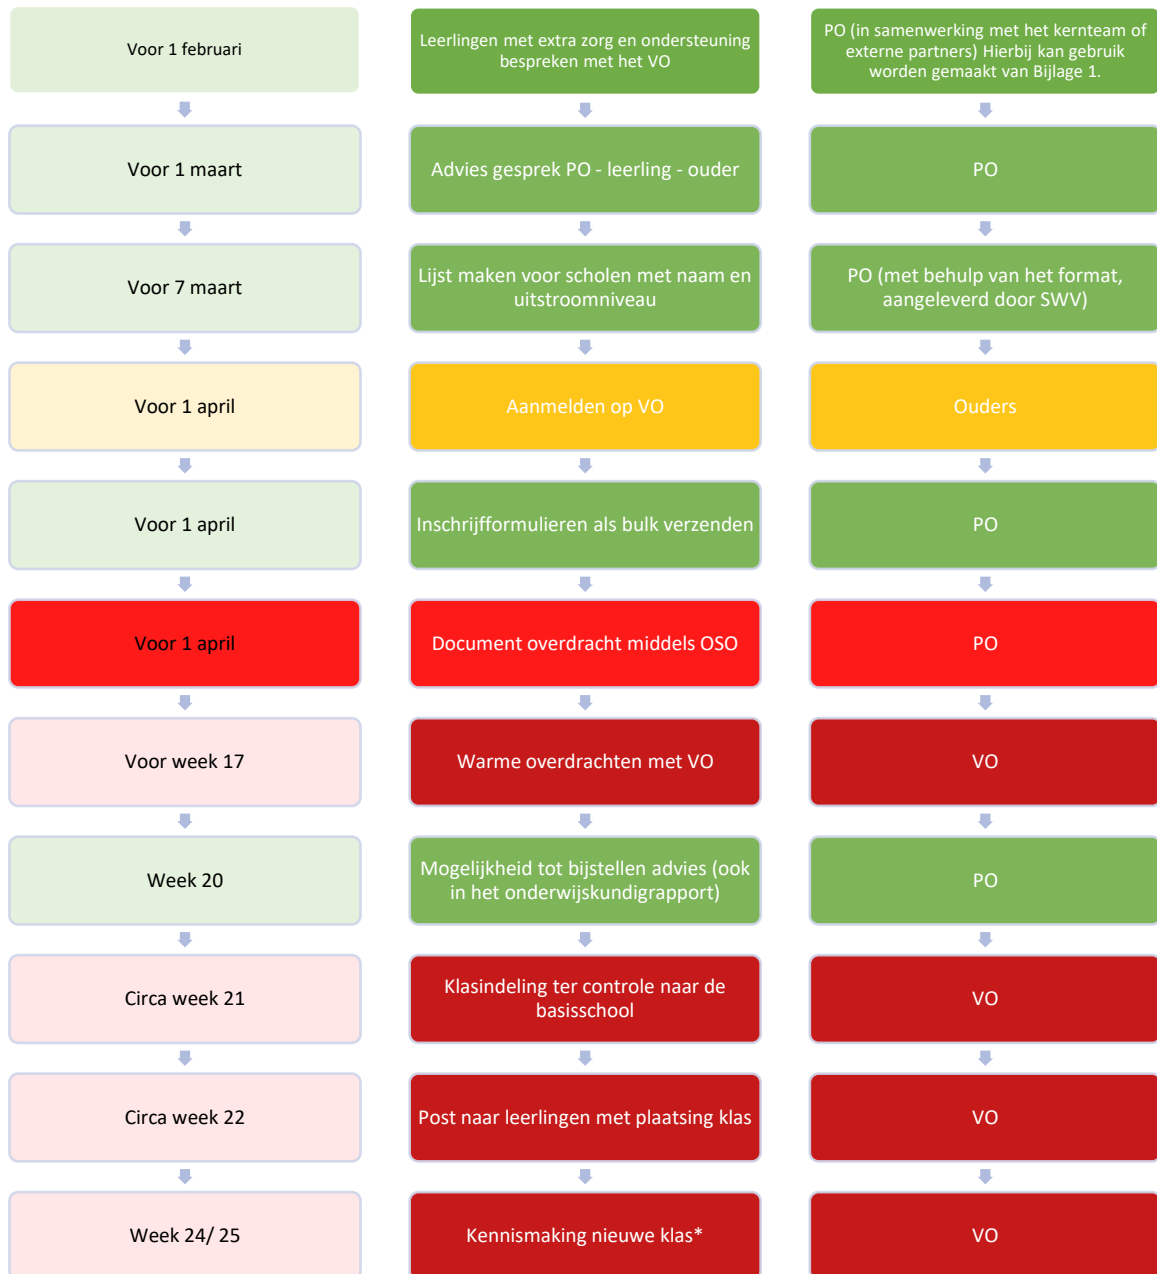 Voor 1 februari
Leerlingen met extra zorg en ondersteuning
bespreken met het VO
PO (in samenwerking met het kernteam of
externe partners) Hierbij kan gebruik
worden gemaakt van Bijlage 1.
Voor 1 maart
Advies gesprek PO - leerling - ouder
PO
Voor 7 maart
Lijst maken voor scholen met naam en
uitstroomniveau
PO (met behulp van het format,
aangeleverd door SWV)
Voor 1 april
Aanmelden op VO
Ouders
Voor 1 april
Inschrijfformulieren als bulk verzenden
PO
Voor 1 april
Document overdracht middels OSO
PO
Voor week 17
Warme overdrachten met VO
VO
Week 20
Mogelijkheid tot bijstellen advies (ook
in het onderwijskundigrapport)
PO
Circa week 21
Klasindeling ter controle naar de
basisschool
VO
Circa week 22
Post naar leerlingen met plaatsing klas
VO
Week 24/ 25
Kennismaking nieuwe klas*
VO